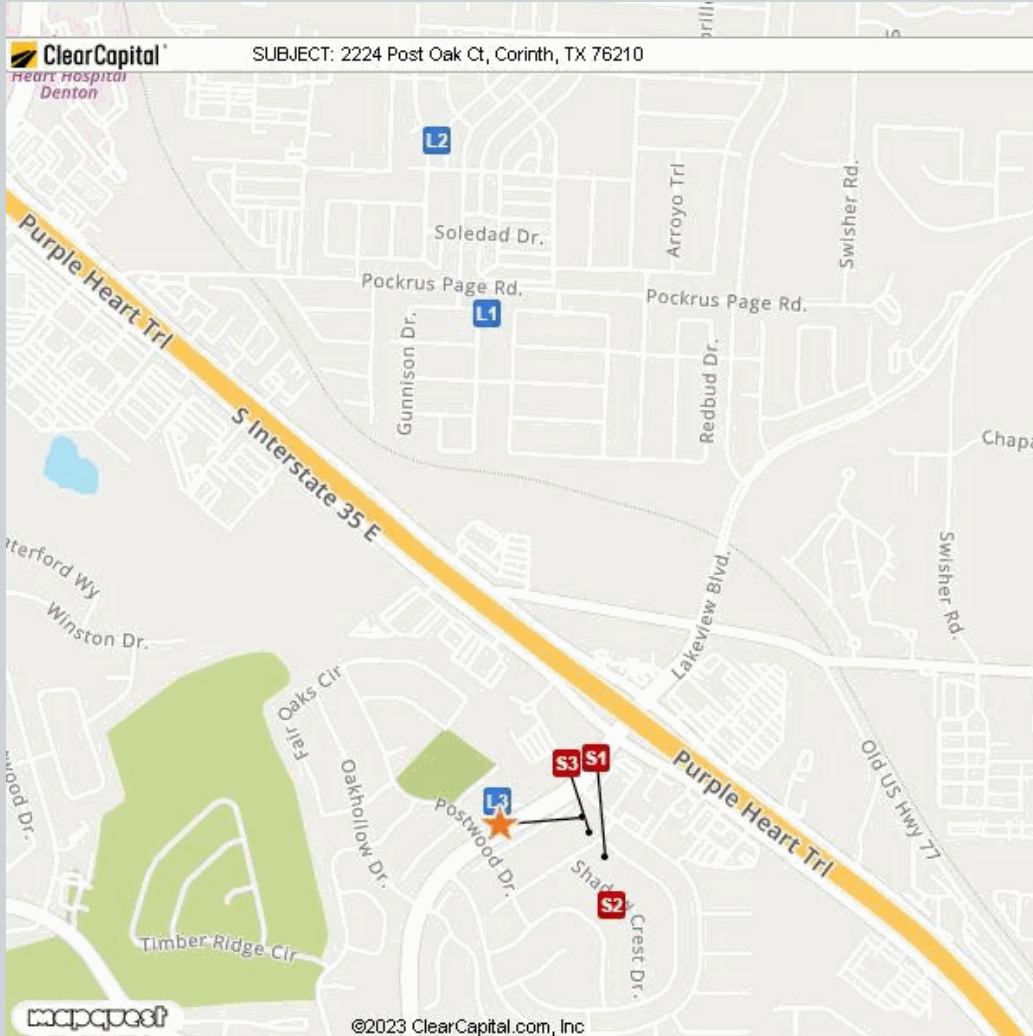 ClearCapital
SUBJECT: 2224 Post Oak Ct, Corinth, TX 76210
Heart Hospital
Denton
L2
Arroyo Trl
Swisher Rd.
Soledad Dr.
Purple Heart Trl
Pockrus Page Rd.
Pockrus Page Rd.
L1
Gunnison Dr.
Redbud Dr.
S Interstate 35 E
Chapa
Swisher Rd.
aterford Wy
Winston Dr.
Lakeview Blvd.
Fair Oaks Cir
Oakhollow Dr.
S3
S1
Purple Heart Trl
Old US Hwy 77
wood Dr.
L3
Postwood Dr.
Shadow Crest Dr.
S2
Timber Ridge Cir
mapquest
©2023 ClearCapital.com, Inc